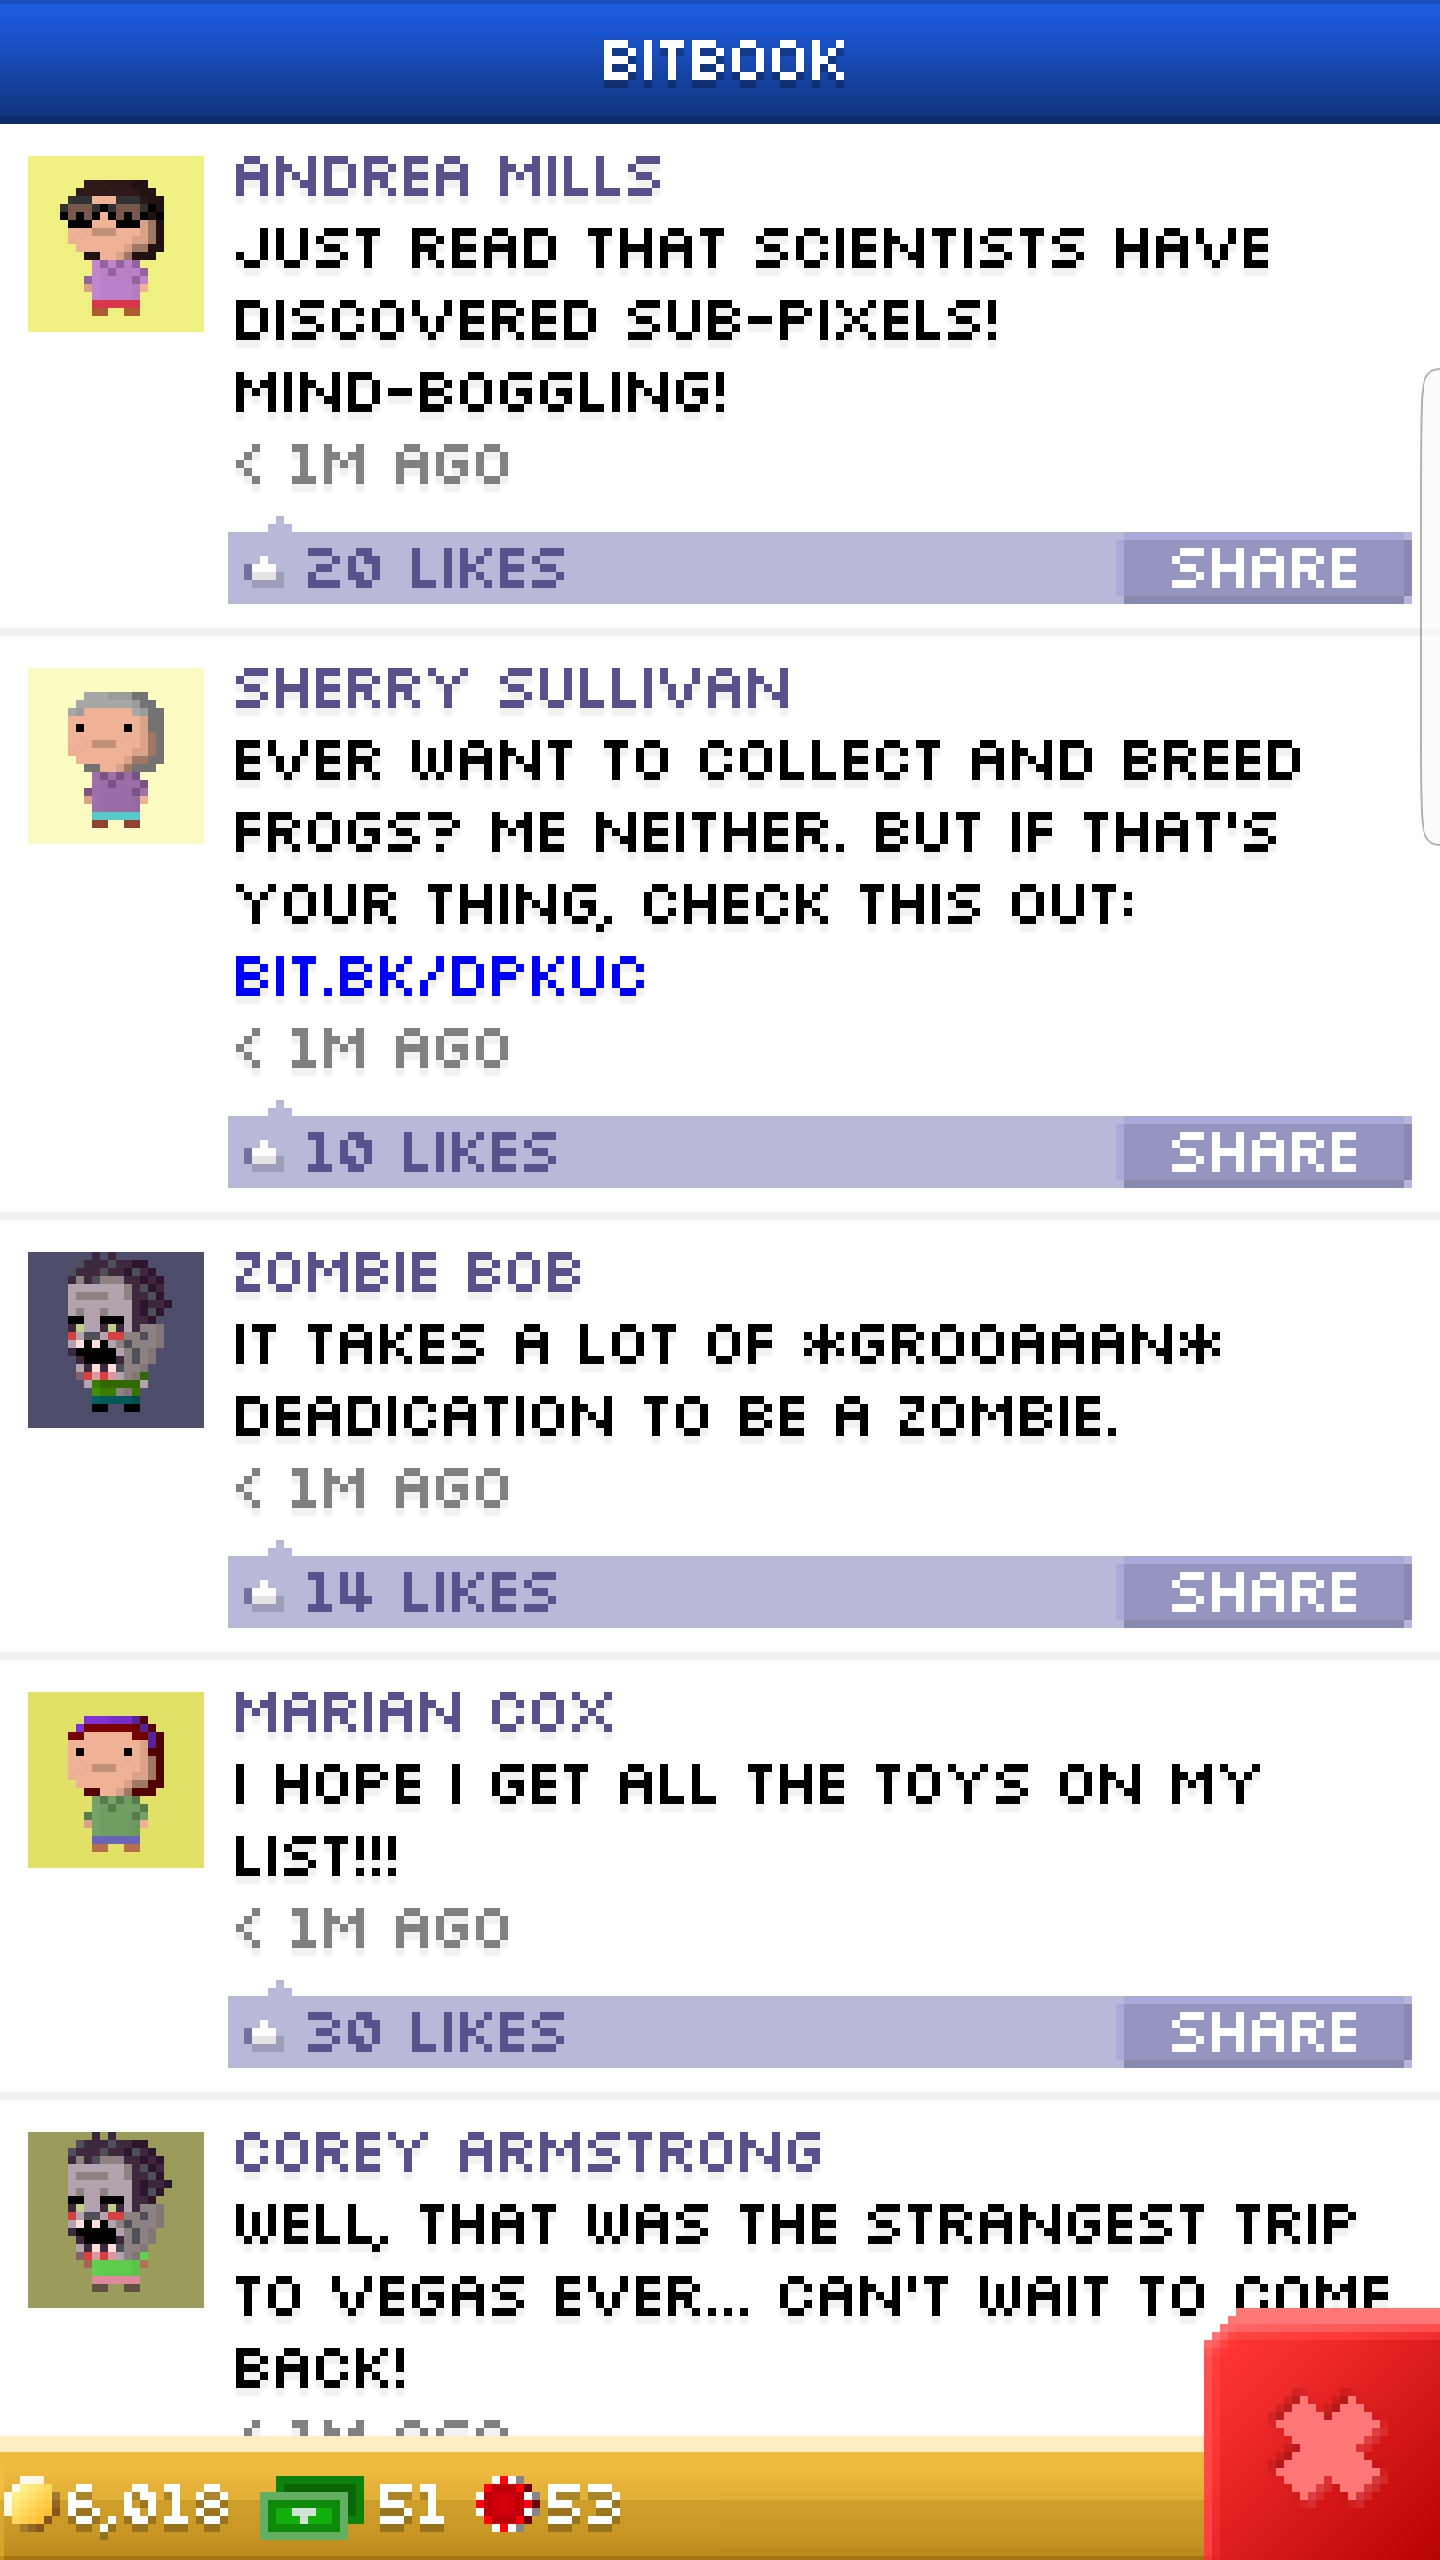 BITBOOK
ANDREA MILLS
JUST READ THAT SCIENTISTS HAVE
DISCOVERED SUB-PIXELS!
MIND-BOGGLING!
< 1M AGO
20 LIKES SHARE
SHERRY SULLIVAN
EVER WANT TO COLLECT AND BREED
FROGS? ME NEITHER. BUT IF THAT'S
YOUR THING, CHECK THIS OUT:
BIT.BK/DPKUC
< 1M AGO
10 LIKES SHARE
ZOMBIE BOB
IT TAKES A LOT OF *GROOAAAN*
DEADICATION TO BE A ZOMBIE.
< 1M AGO
14 LIKES SHARE
MARIAN COX
I HOPE I GET ALL THE TOYS ON MY
LIST!!!
< 1M AGO
30 LIKES SHARE
COREY ARMSTRONG
WELL, THAT WAS THE STRANGEST TRIP
TO VEGAS EVER... CAN'T WAIT TO COME
BACK!
< 1M AGO
6,018 51 53